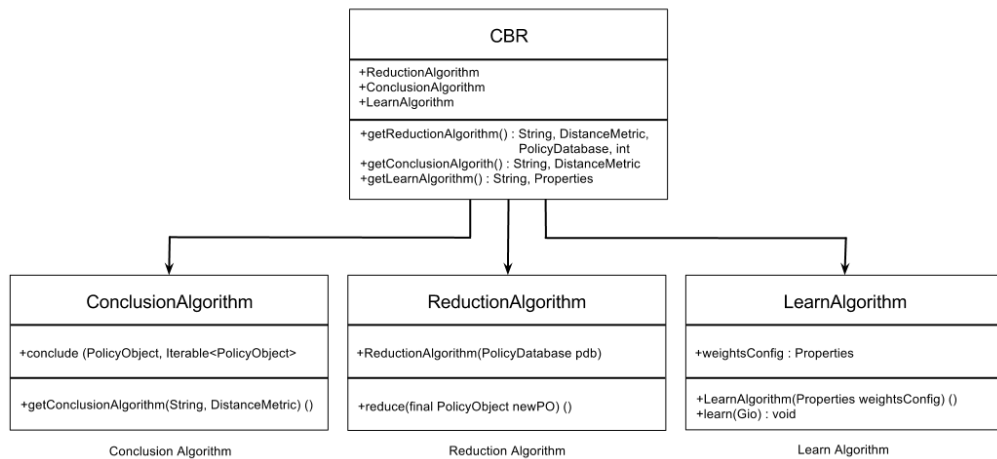 CBR
+ReductionAlgorithm
+ConclusionAlgorithm
+LearnAlgorithm
+getReductionAlgorithm() : String, DistanceMetric,
PolicyDatabase, int
+getConclusionAlgorith() : String, DistanceMetric
+getLearnAlgorithm() : String, Properties
ConclusionAlgorithm
+conclude (PolicyObject, Iterable<PolicyObject>
+getConclusionAlgorithm(String, DistanceMetric) ()
Conclusion Algorithm
ReductionAlgorithm
+ReductionAlgorithm(PolicyDatabase pdb)
+reduce(final PolicyObject newPO) ()
Reduction Algorithm
LearnAlgorithm
+weightsConfig : Properties
+LearnAlgorithm(Properties weightsConfig) ()
+learn(Gio) : void
Learn Algorithm